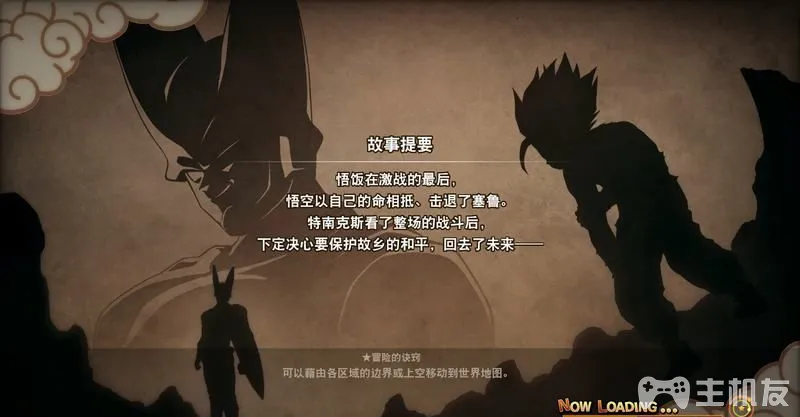 故事提要
悟饭在激战的最后，
悟空以自己的命相抵、击退了塞鲁。
特南克斯看了整场的战斗后，
下定决心要保护故乡的和平，回去了未来——
★冒险的诀窍
可以藉由各区域的边界或上空移动到世界地图。
NOW LOADING...
主机友